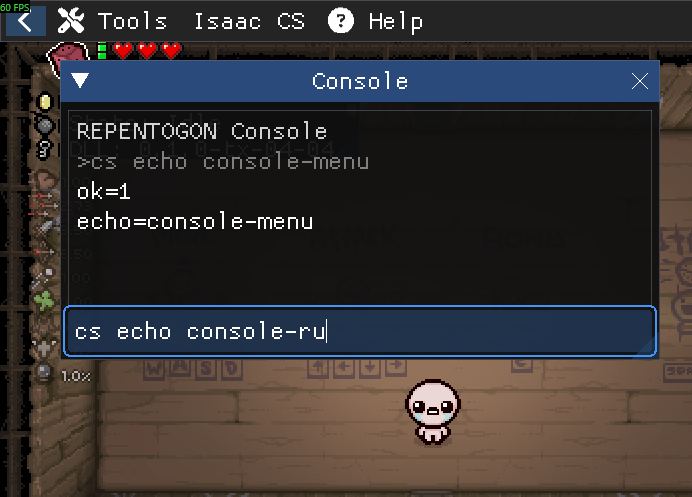 60 FPS
Tools Isaac CS ? Help
Console
REPENTOGON Console
>cs echo console-menu
ok=1
echo=console-menu
cs echo console-ru
W A S D
E
1.0%